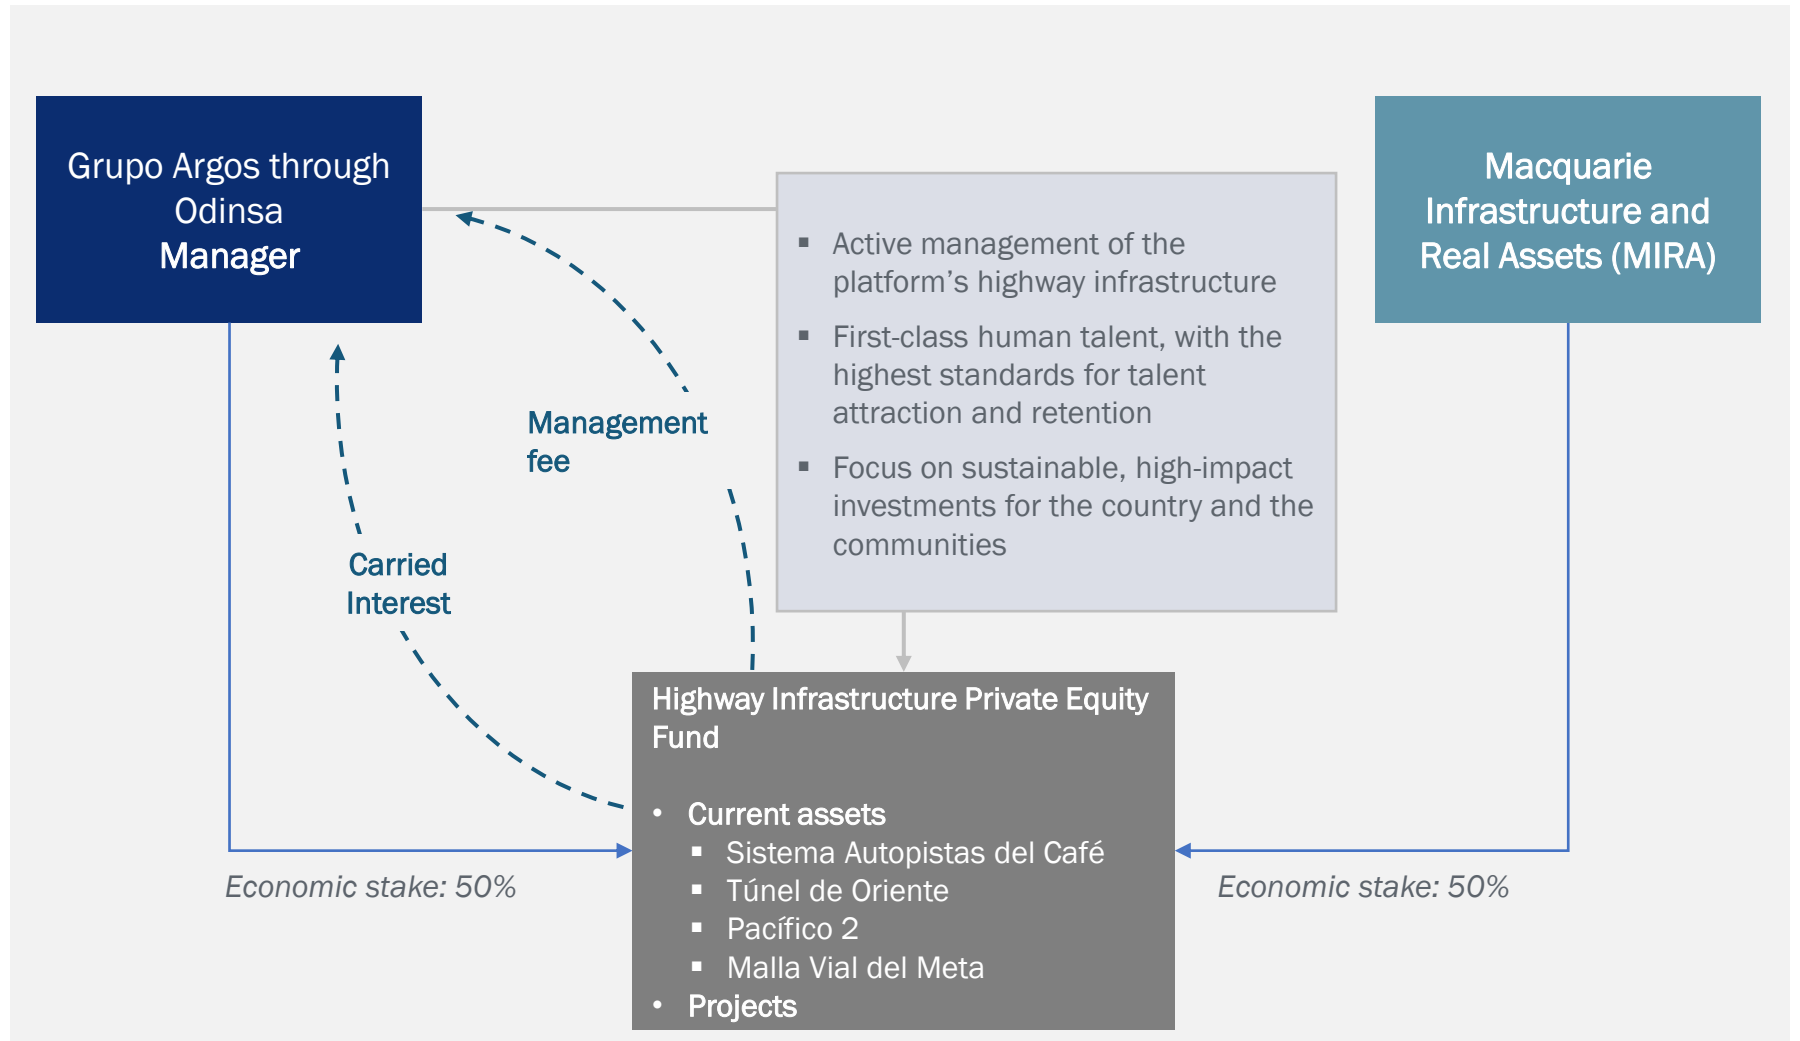 Grupo Argos through
Odinsa
Manager
Macquarie
Infrastructure and
Real Assets (MIRA)
▪ Active management of the
platform’s highway infrastructure
▪ First-class human talent, with the
highest standards for talent
attraction and retention
▪ Focus on sustainable, high-impact
investments for the country and the
communities
Management
fee
Carried
Interest
Highway Infrastructure Private Equity
Fund
• Current assets
▪ Sistema Autopistas del Café
▪ Túnel de Oriente
▪ Pacífico 2
▪ Malla Vial del Meta
• Projects
Economic stake: 50%
Economic stake: 50%